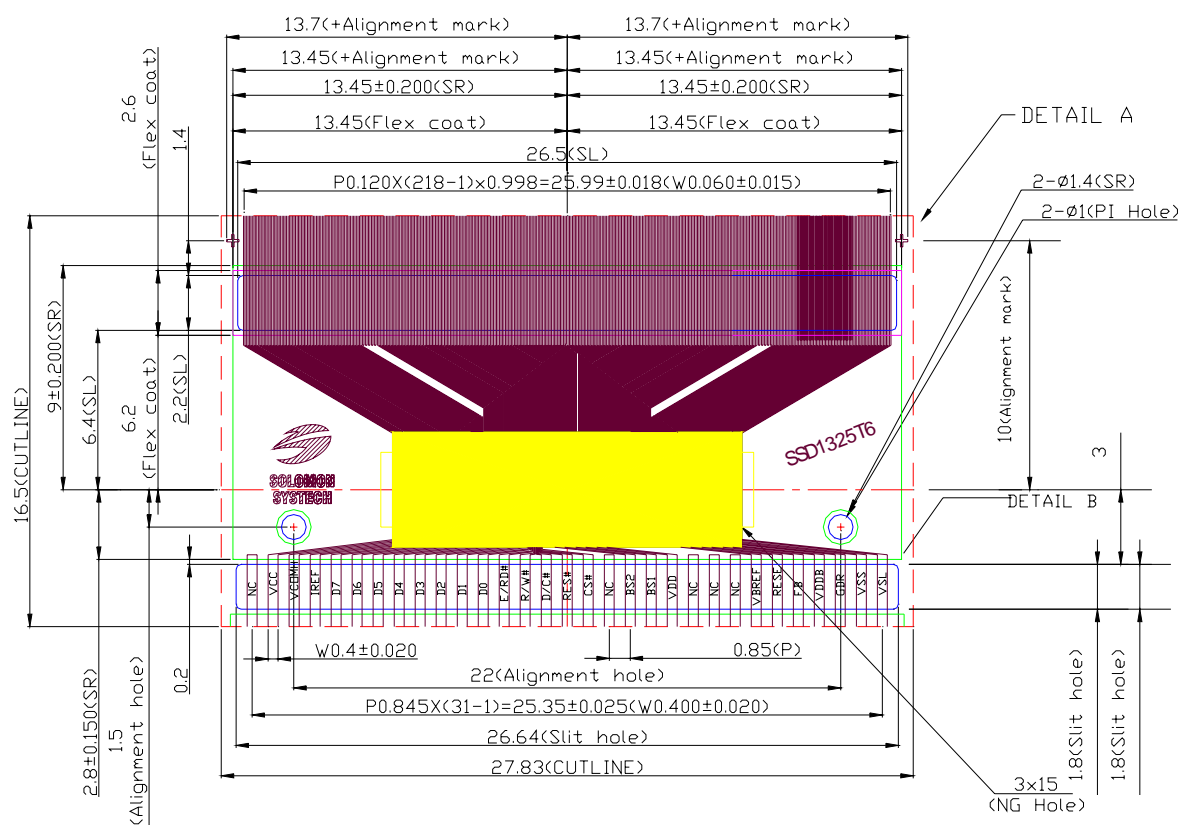 13.7(+Alignment mark)
13.7(+Alignment mark)
13.45(+Alignment mark)
13.45(+Alignment mark)
13.45±0.200(SR)
13.45±0.200(SR)
13.45(Flex coat)
13.45(Flex coat)
26.5(SL)
P0.120X(218-1)x0.998=25.99±0.018(W0.060±0.015)
2.6
(Flex coat)
1.4
DETAIL A
2-ø1.4(SR)
2-ø1(PI Hole)
16.5(CUTLINE)
9±0.200(SR)
6.4(SL)
6.2
(Flex coat)
2.2(SL)
10(Alignment mark)
3
SOLOMON
SYSTECH
SSD1325T6
DETAIL B
NC
VCC
VCOMH
IREF
D7
D6
D5
D4
D3
D2
D1
D0
E/RD#
R/W#
D/C#
RES#
CS#
NC
BS2
BS1
VDD
NC
NC
NC
VBREF
RESE
FB
VDDB
GDR
VSS
VSL
W0.4±0.020
0.85(P)
22(Alignment hole)
P0.845X(31-1)=25.35±0.025(W0.400±0.020)
26.64(Slit hole)
27.83(CUTLINE)
2.8±0.150(SR)
1.5
(Alignment hole)
0.2
1.8(Slit hole)
1.8(Slit hole)
3x15
(NG Hole)